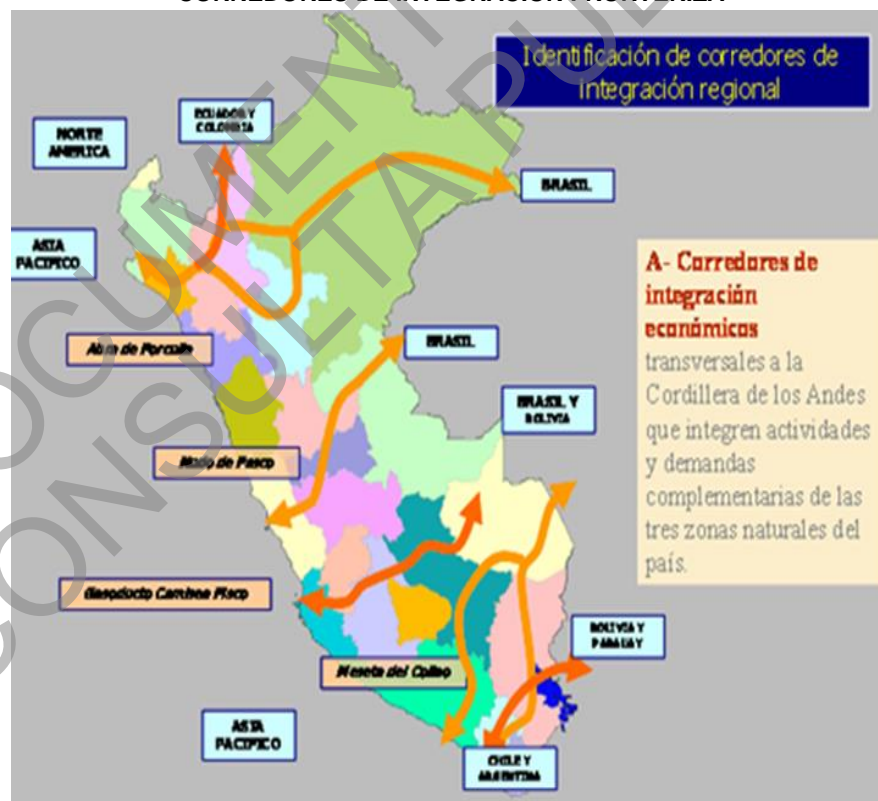 CORREDORES DE INTEGRACIÓN FRONTERIZA
Identificación de corredores de
integración regional
ECUADOR Y
COLOMBIA
NORTE
AMERICA
BRASIL
ASIA
PACIFICO
A- Corredores de
integración
económicos
transversales a la
Cordillera de los Andes
que integren actividades
y demandas
complementarias de las
tres zonas naturales del
país.
Abra de Porculla
BRASIL
BRASIL Y
BOLIVIA
Nudo de Pasco
Gasoducto Camisea Pisco
BOLIVIA Y
PARAGUAY
Meseta del Collao
ASIA
PACIFICO
CHILE Y
ARGENTINA
DOCUMENT
CONSULTA PÚB